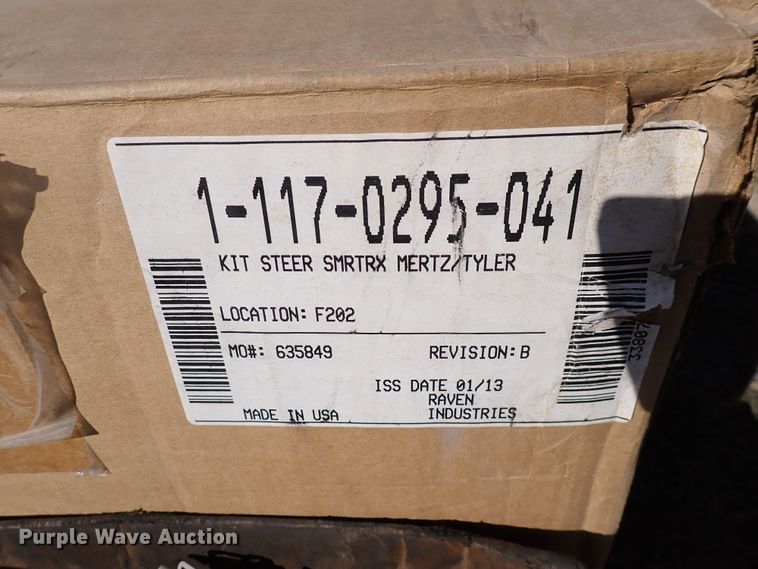 1-117-0295-041
KIT STEER SMRTRX MERTZ/TYLER
LOCATION: F202
MO#: 635849 REVISION: B
ISS DATE 01/13
RAVEN
MADE IN USA INDUSTRIES
33807
Purple Wave Auction